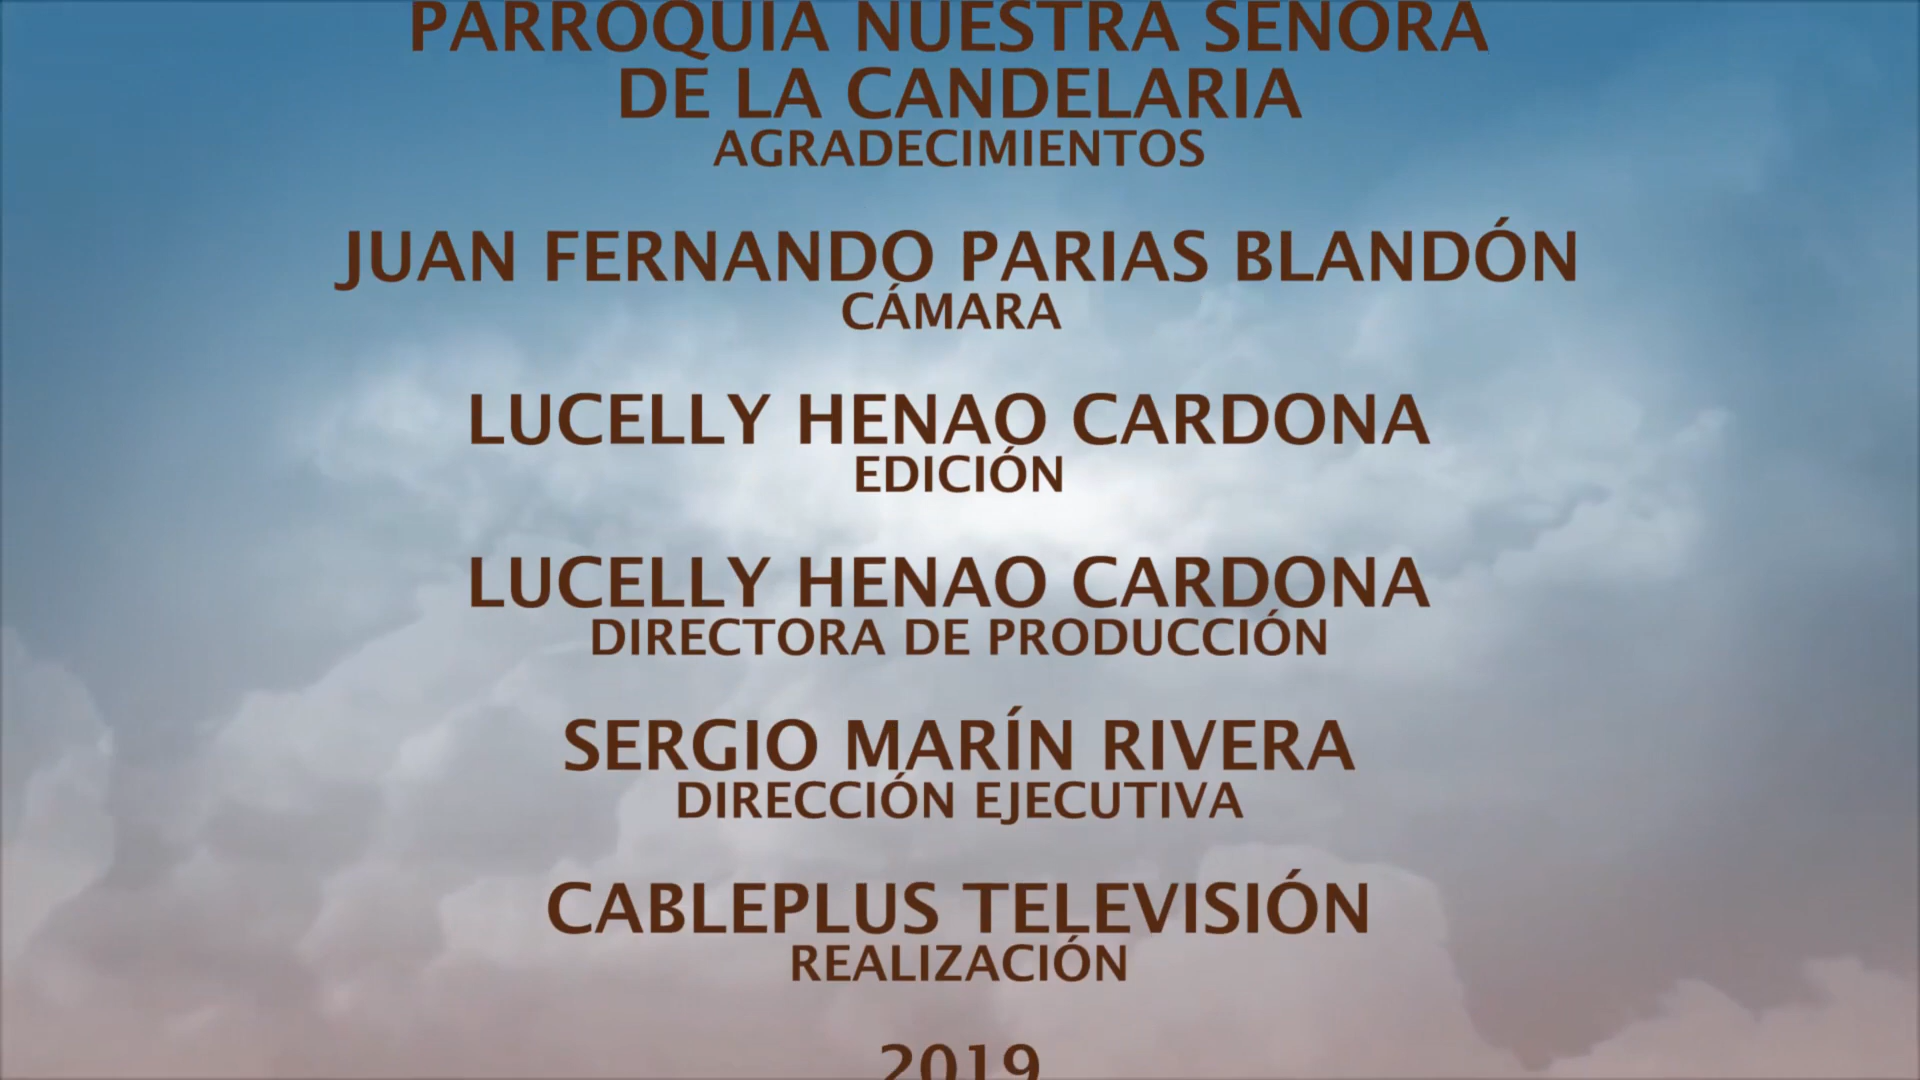 PARROQUIA NUESTRA SEÑORA
DE LA CANDELARIA
AGRADECIMIENTOS
JUAN FERNANDO PARIAS BLANDÓN
CÁMARA
LUCELLY HENAO CARDONA
EDICIÓN
LUCELLY HENAO CARDONA
DIRECTORA DE PRODUCCIÓN
SERGIO MARÍN RIVERA
DIRECCIÓN EJECUTIVA
CABLEPLUS TELEVISIÓN
REALIZACIÓN
2019